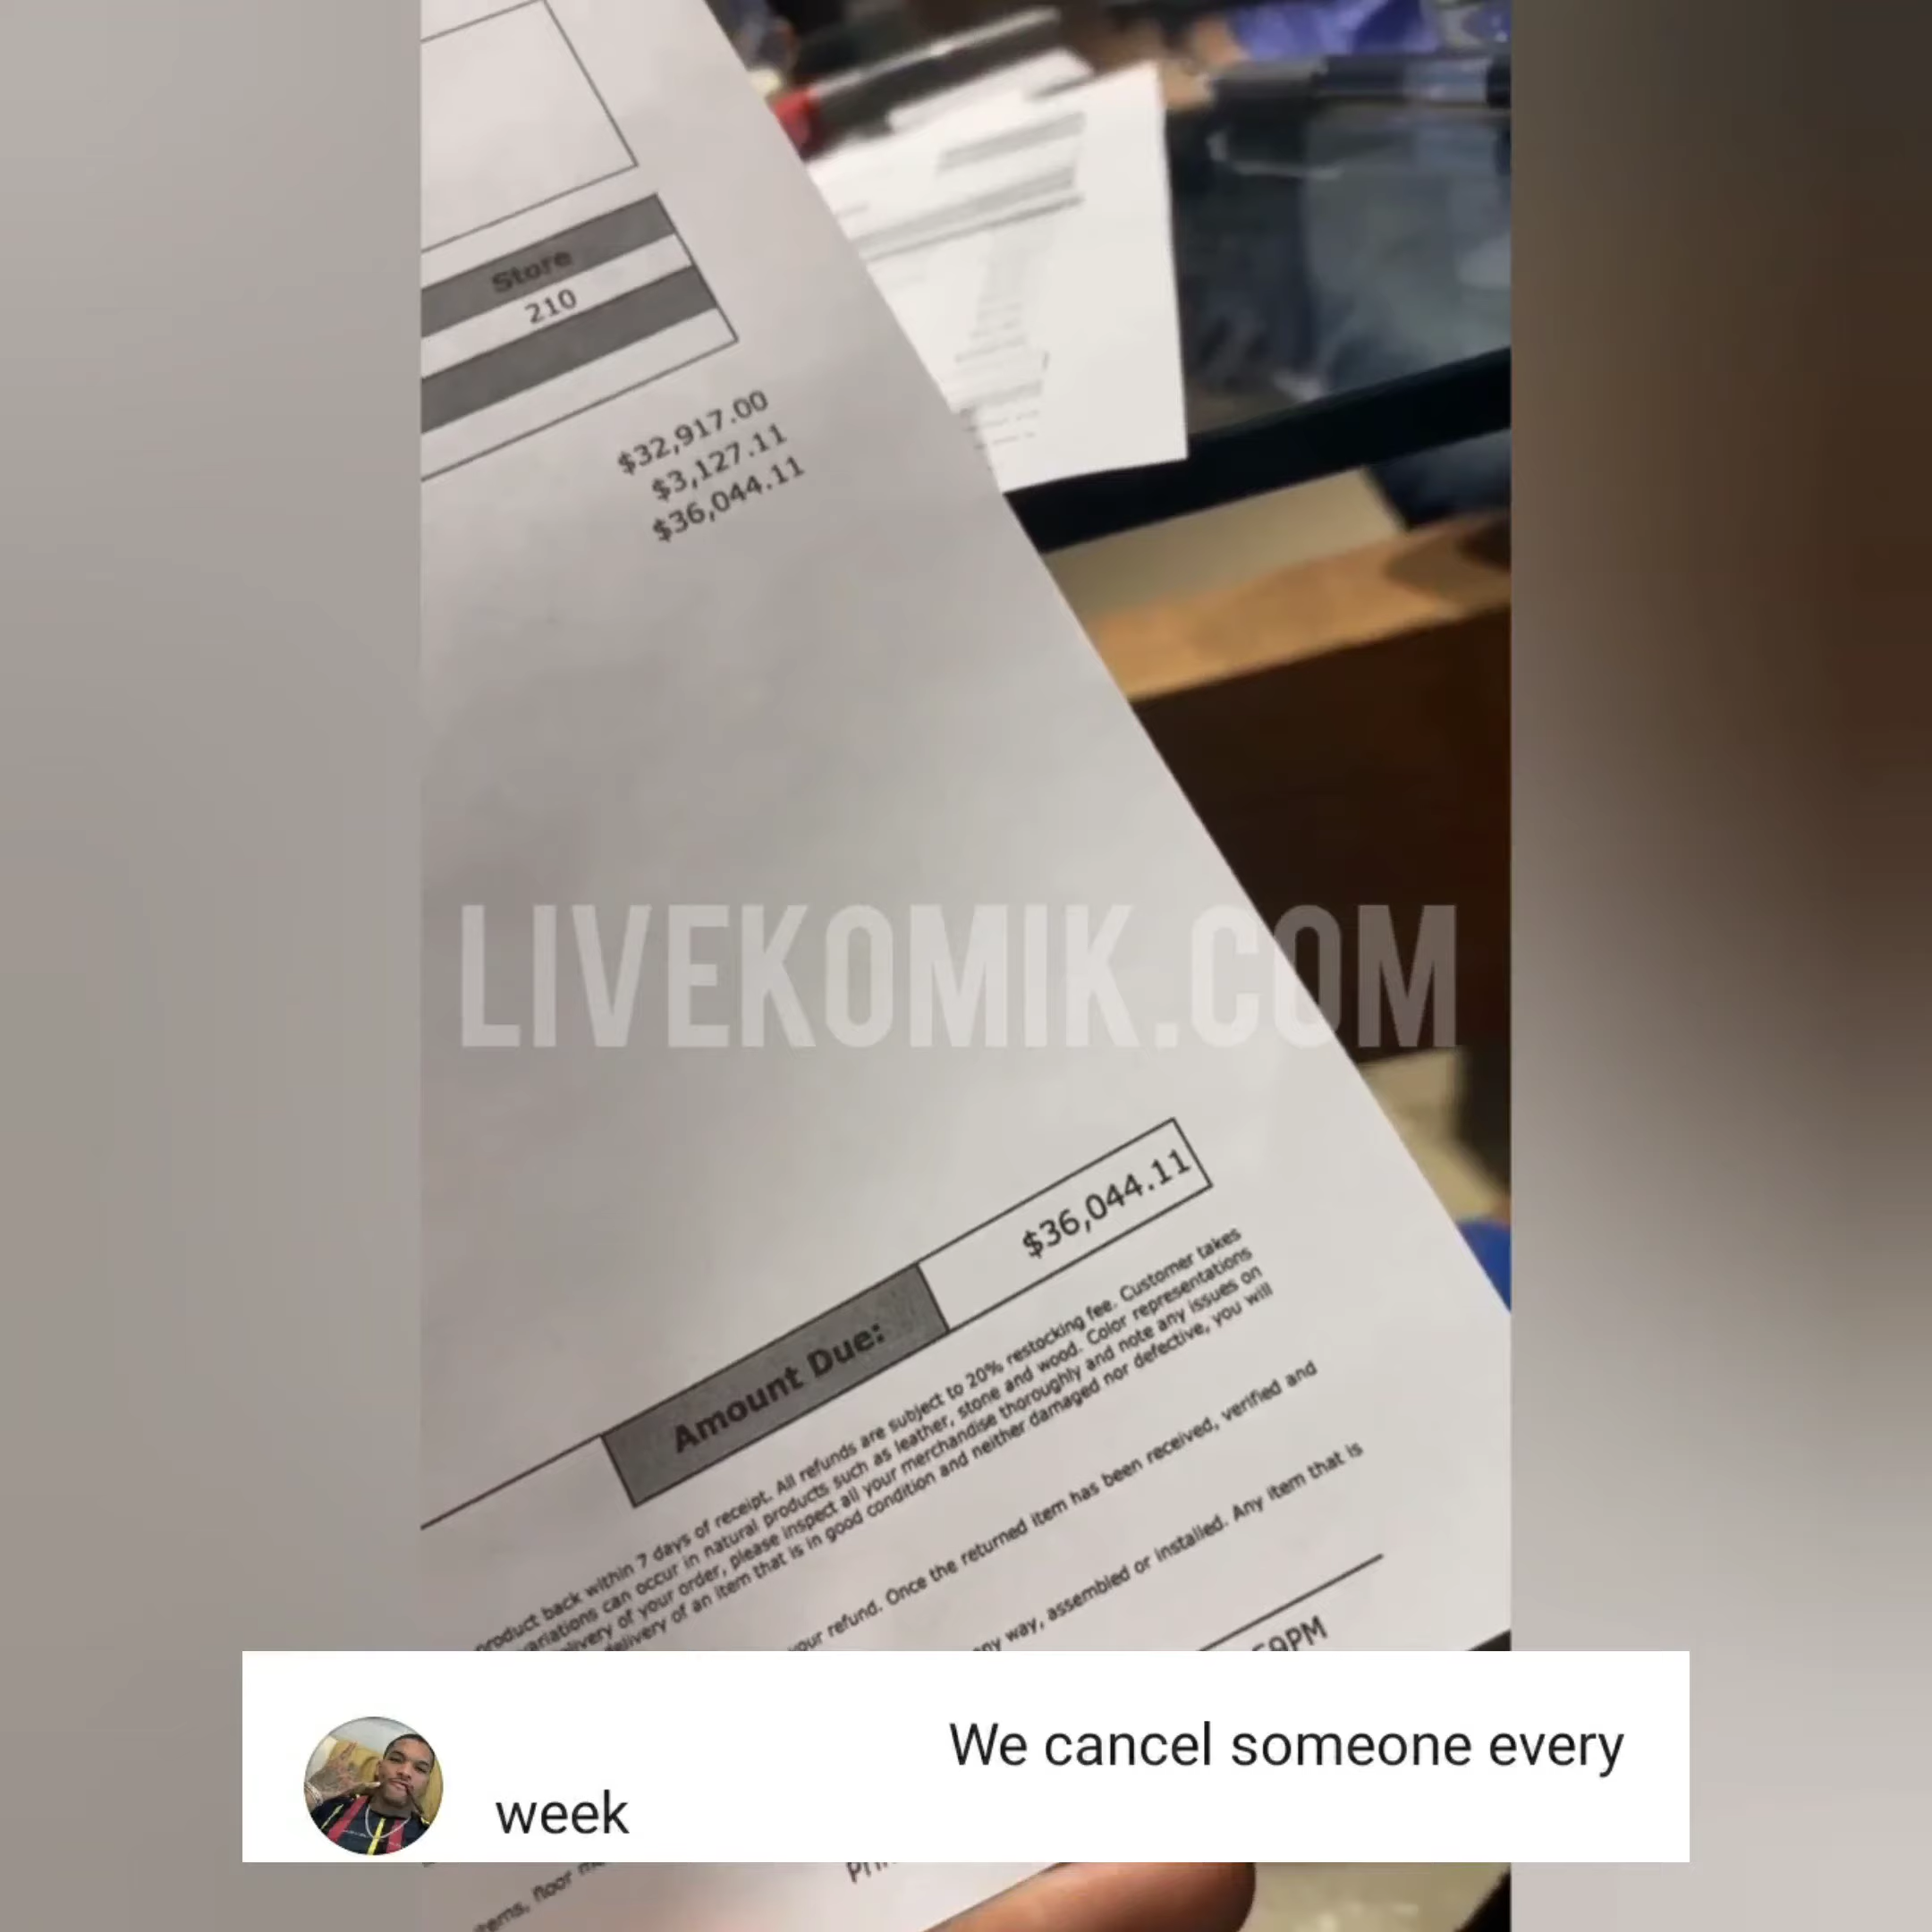 Store
210
$32,917.00
$3,127.11
$36,044.11
LIVEKOMIK.COM
Amount Due: $36,044.11
product back within 7 days of receipt. All refunds are subject to 20% restocking fee. Customer takes
variations can occur in natural products such as leather, stone and wood. Color representations
delivery of your order, please inspect all your merchandise thoroughly and note any issues on
delivery of an item that is in good condition and neither damaged nor defective, you will
your refund. Once the returned item has been received, verified and
any way, assembled or installed. Any item that is
59PM
We cancel someone every
week
items, floor